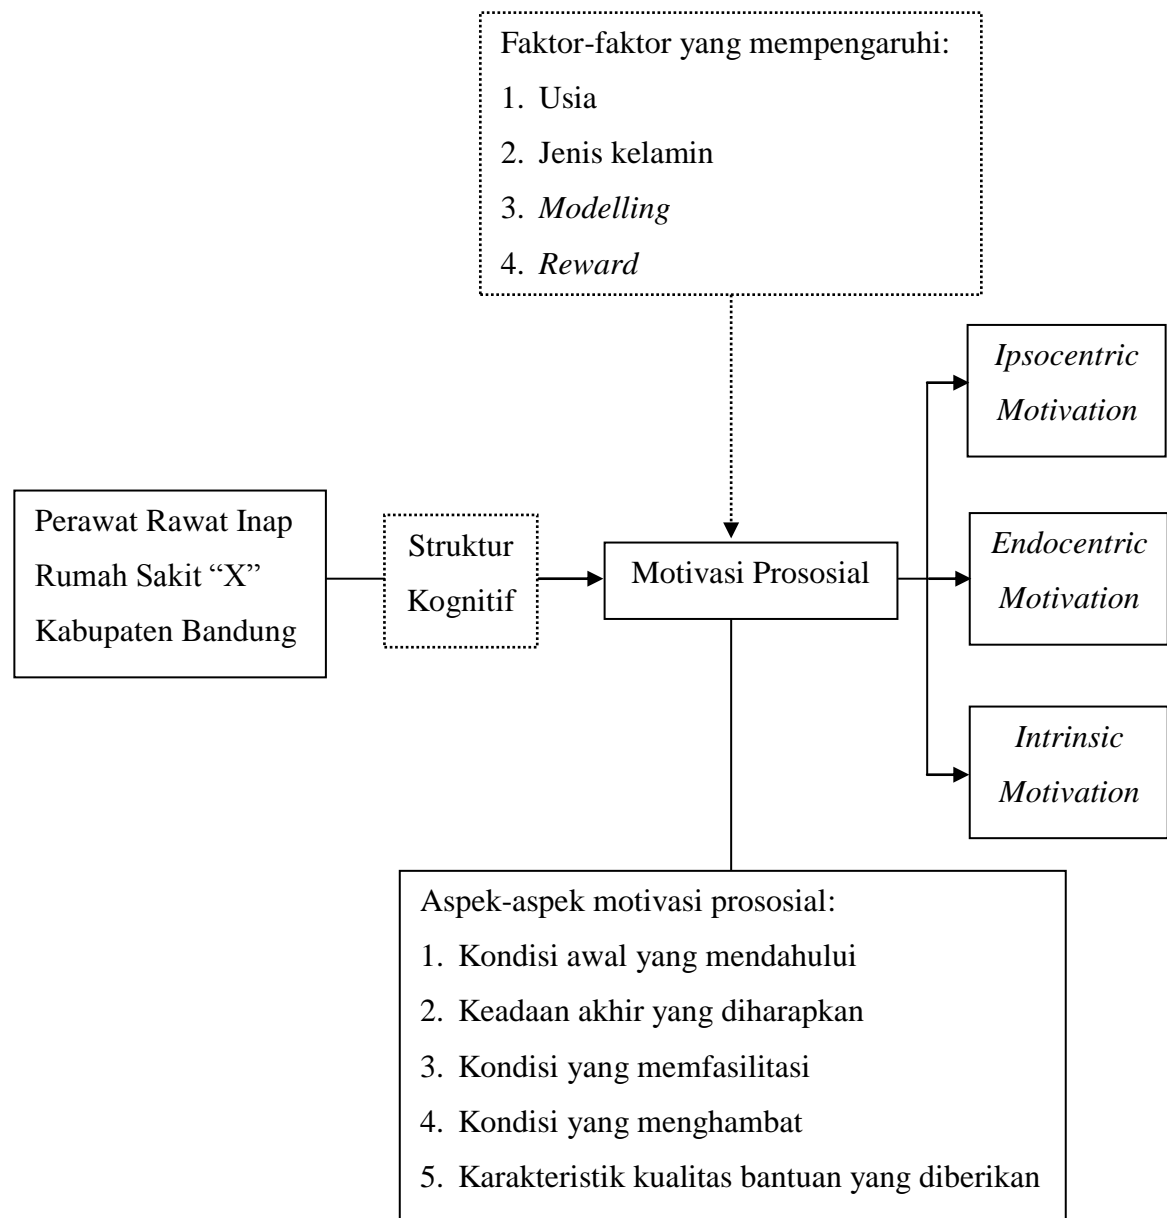 Faktor-faktor yang mempengaruhi:
1. Usia
2. Jenis kelamin
3. Modelling
4. Reward
Ipsocentric
Motivation
Perawat Rawat Inap
Rumah Sakit “X”
Kabupaten Bandung
Struktur
Kognitif
Motivasi Prososial
Endocentric
Motivation
Intrinsic
Motivation
Aspek-aspek motivasi prososial:
1. Kondisi awal yang mendahului
2. Keadaan akhir yang diharapkan
3. Kondisi yang memfasilitasi
4. Kondisi yang menghambat
5. Karakteristik kualitas bantuan yang diberikan